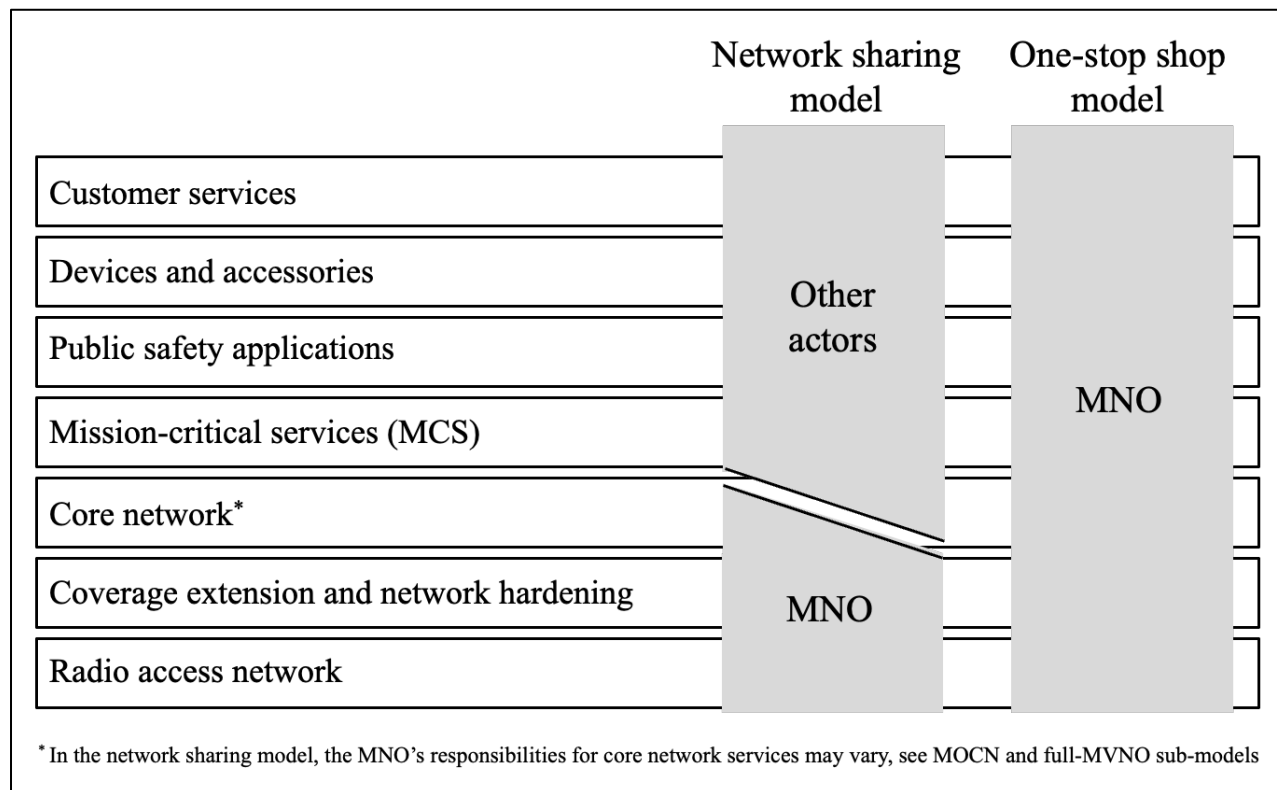 Network sharing
model
One-stop shop
model
Customer services
Devices and accessories
Public safety applications
Mission-critical services (MCS)
Core network*
Coverage extension and network hardening
Radio access network
Other
actors
MNO
MNO
* In the network sharing model, the MNO’s responsibilities for core network services may vary, see MOCN and full-MVNO sub-models